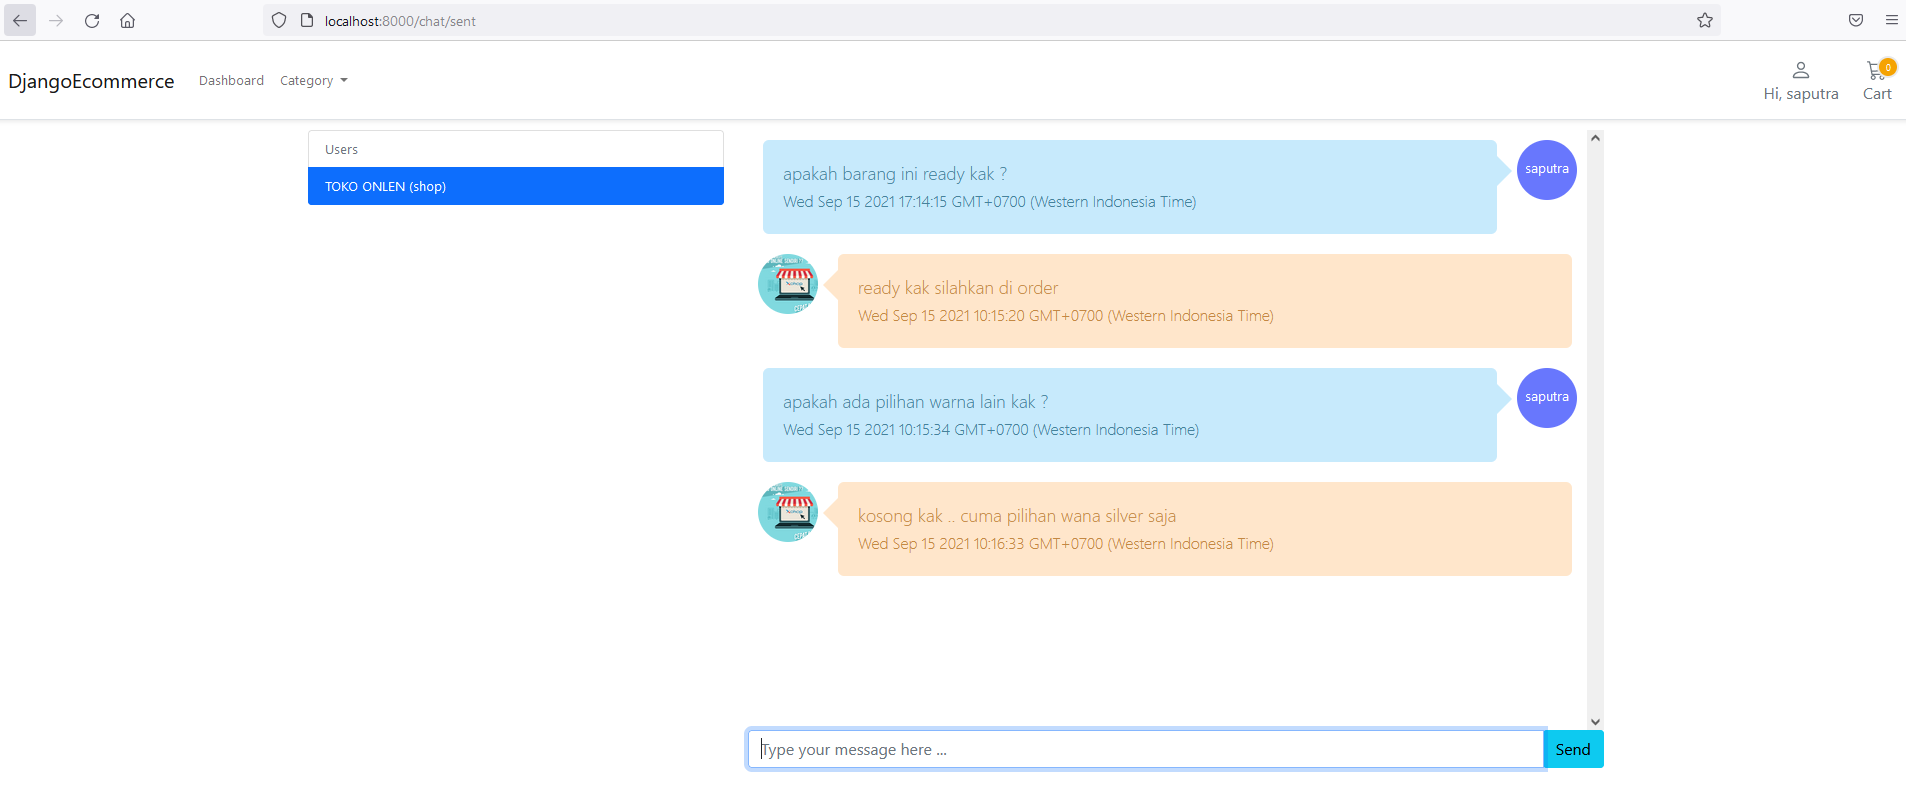 localhost:8000/chat/sent
DjangoEcommerce
Dashboard
Category
Hi, saputra
0
Cart
Users
TOKO ONLEN (shop)
apakah barang ini ready kak ?
Wed Sep 15 2021 17:14:15 GMT+0700 (Western Indonesia Time)
saputra
ready kak silahkan di order
Wed Sep 15 2021 10:15:20 GMT+0700 (Western Indonesia Time)
apakah ada pilihan warna lain kak ?
Wed Sep 15 2021 10:15:34 GMT+0700 (Western Indonesia Time)
saputra
kosong kak .. cuma pilihan wana silver saja
Wed Sep 15 2021 10:16:33 GMT+0700 (Western Indonesia Time)
Type your message here ...
Send